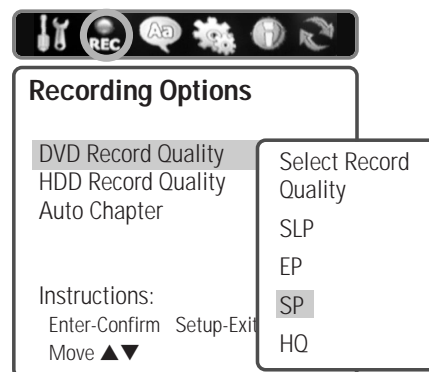 REC
Aa
Recording Options
DVD Record Quality
HDD Record Quality
Auto Chapter
Instructions:
Enter-Confirm Setup-Exit
Move ▲▼
Select Record
Quality
SLP
EP
SP
HQ